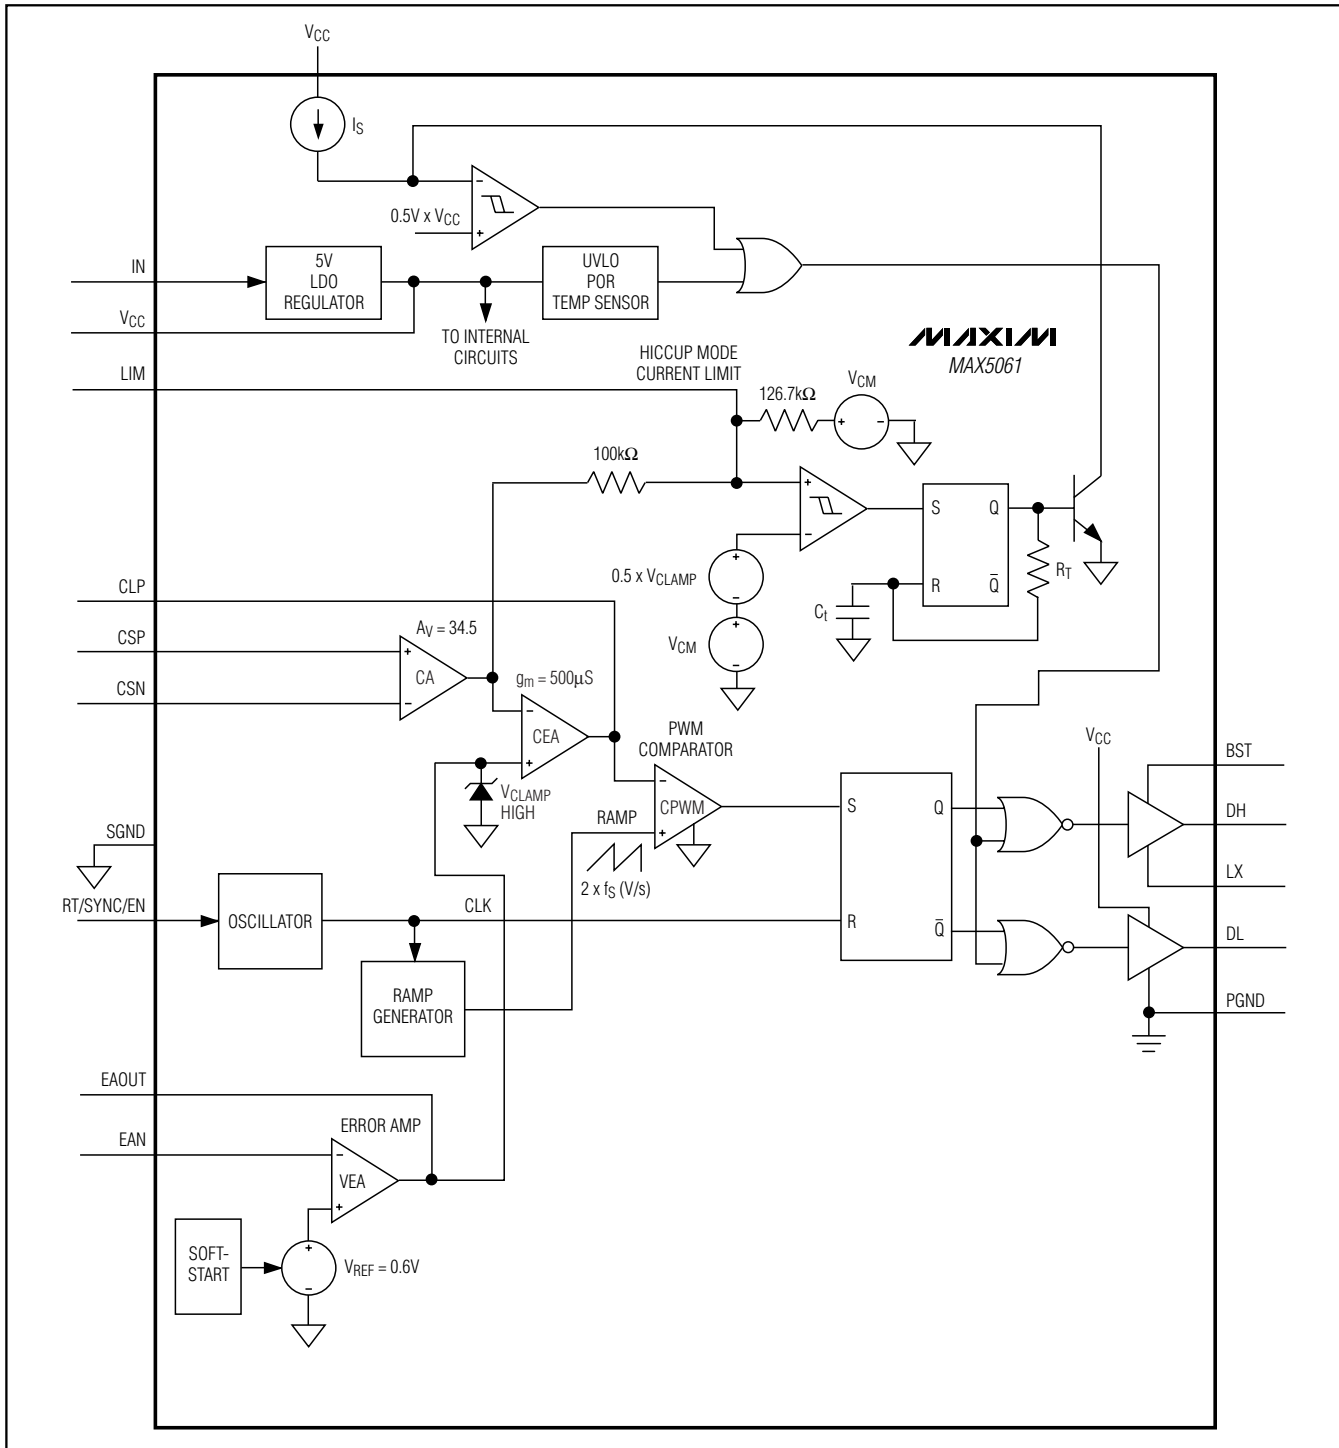 VCC
IS
−
0.5V x VCC
+
IN
5V
LDO
REGULATOR
UVLO
POR
TEMP SENSOR
VCC
TO INTERNAL
CIRCUITS
MAXIM
MAX5061
LIM
HICCUP MODE
CURRENT LIMIT
126.7kΩ
VCM
+
−
100kΩ
+
−
S
Q
R
Q̅
RT
Ct
+
0.5 x VCLAMP
−
+
VCM
−
CLP
CSP
CSN
AV = 34.5
+
CA
−
gm = 500µS
−
CEA
+
VCLAMP
HIGH
PWM
COMPARATOR
−
CPWM
+
RAMP
2 x fS (V/s)
S
Q
R
Q̅
VCC
BST
DH
LX
DL
PGND
SGND
RT/SYNC/EN
OSCILLATOR
CLK
RAMP
GENERATOR
EAOUT
EAN
ERROR AMP
−
VEA
+
SOFT-
START
+
−
VREF = 0.6V